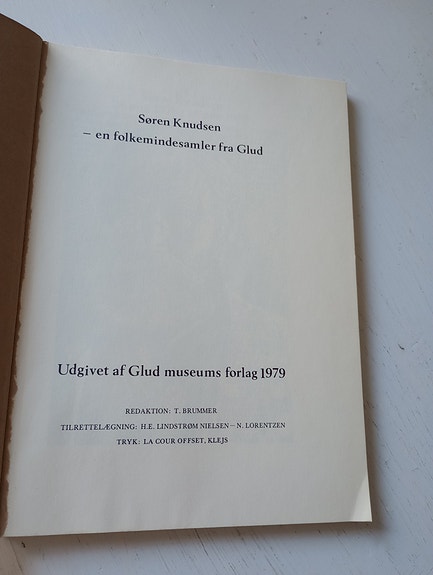 Søren Knudsen
– en folkemindesamler fra Glud
Udgivet af Glud museums forlag 1979
REDAKTION: T. BRUMMER
TILRETTELÆGNING: H.E. LINDSTRØM NIELSEN – N. LORENTZEN
TRYK: LA COUR OFFSET, KLEJS